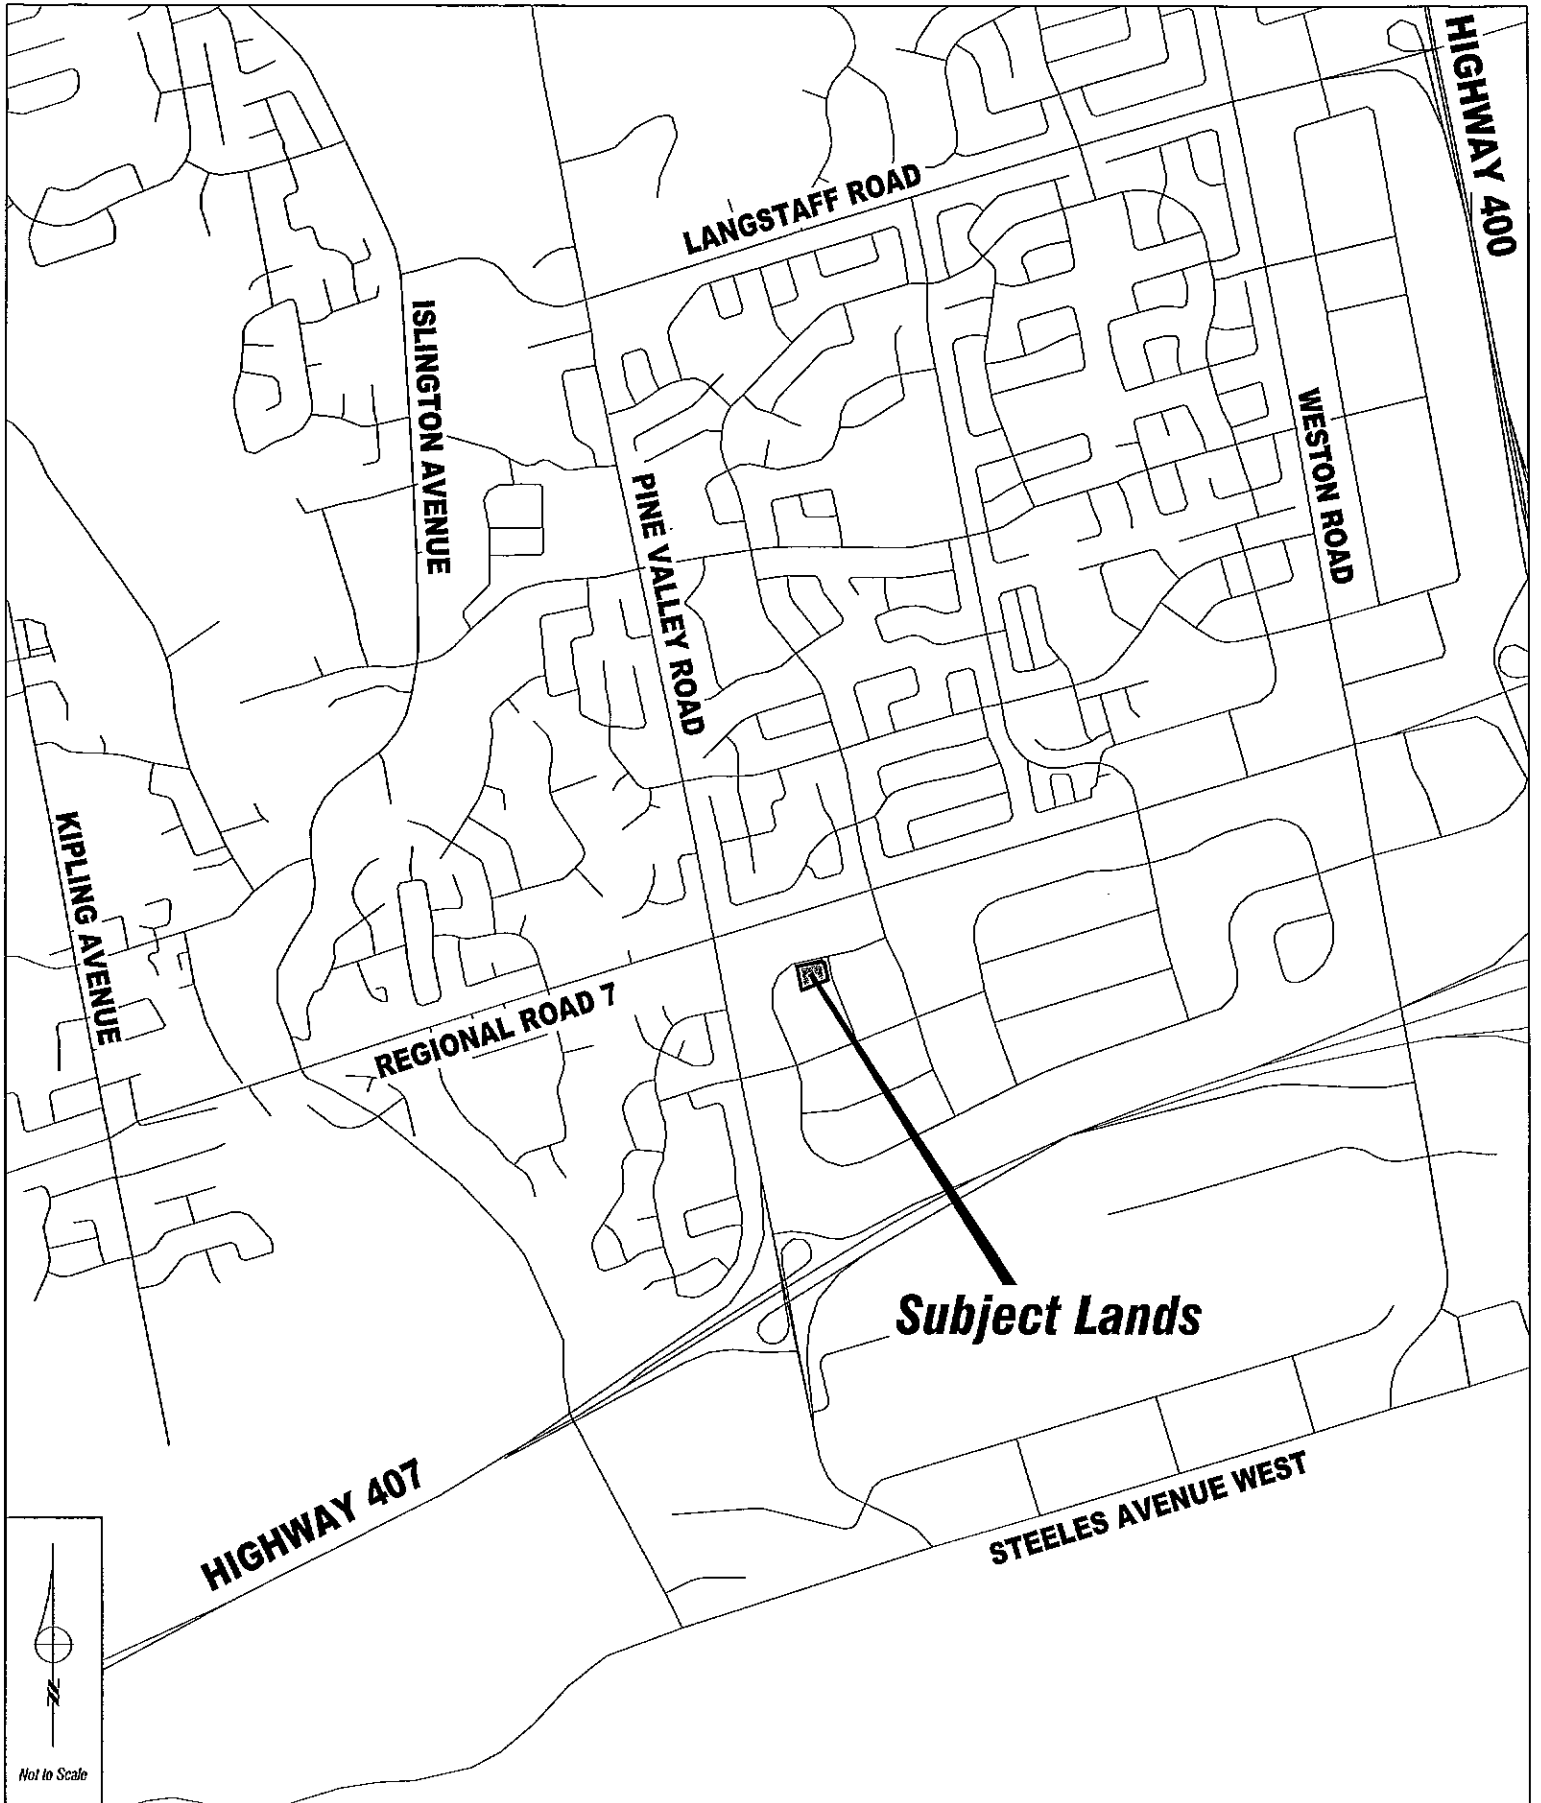 HIGHWAY 400
LANGSTAFF ROAD
ISLINGTON AVENUE
WESTON ROAD
PINE VALLEY ROAD
KIPLING AVENUE
REGIONAL ROAD 7
Subject Lands
HIGHWAY 407
STEELES AVENUE WEST
N
Not to Scale